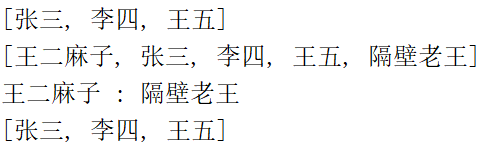 [张三, 李四, 王五]
[王二麻子, 张三, 李四, 王五, 隔壁老王]
王二麻子 : 隔壁老王
[张三, 李四, 王五]